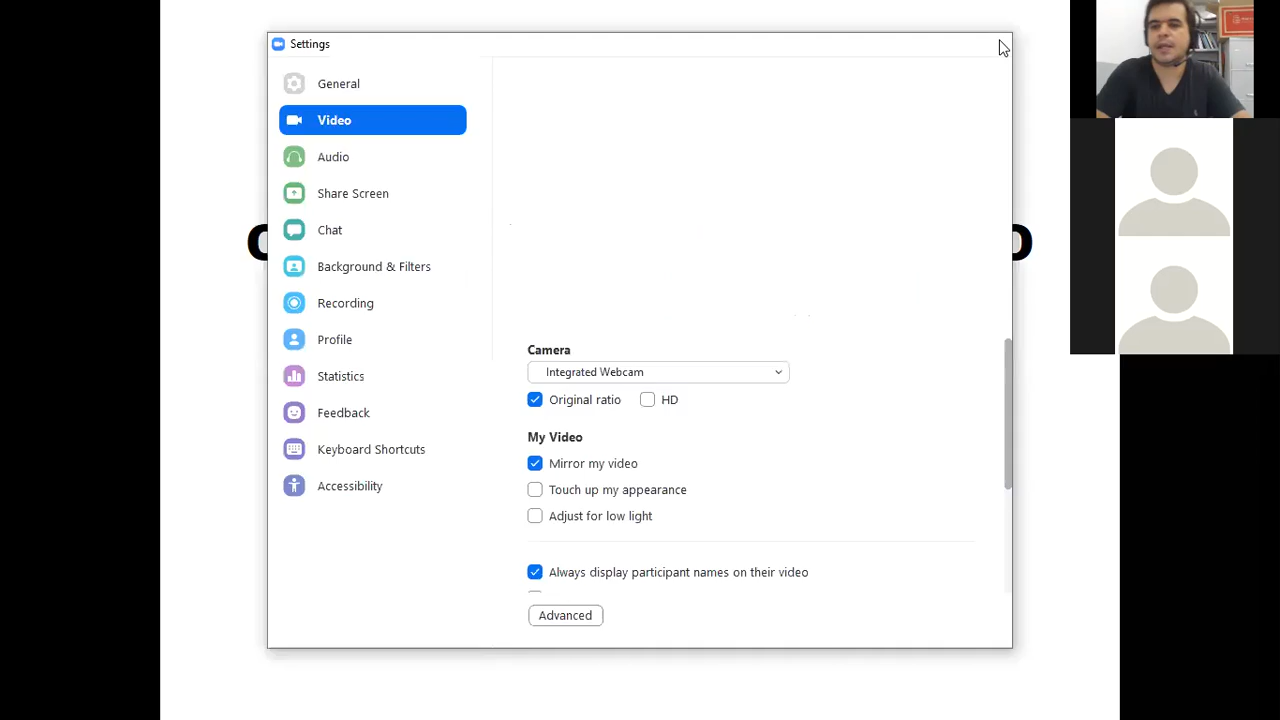 Settings
General
Video
Audio
Share Screen
Chat
Background & Filters
Recording
Profile
Statistics
Feedback
Keyboard Shortcuts
Accessibility
Camera
Integrated Webcam
Original ratio HD
My Video
Mirror my video
Touch up my appearance
Adjust for low light
Always display participant names on their video
Advanced